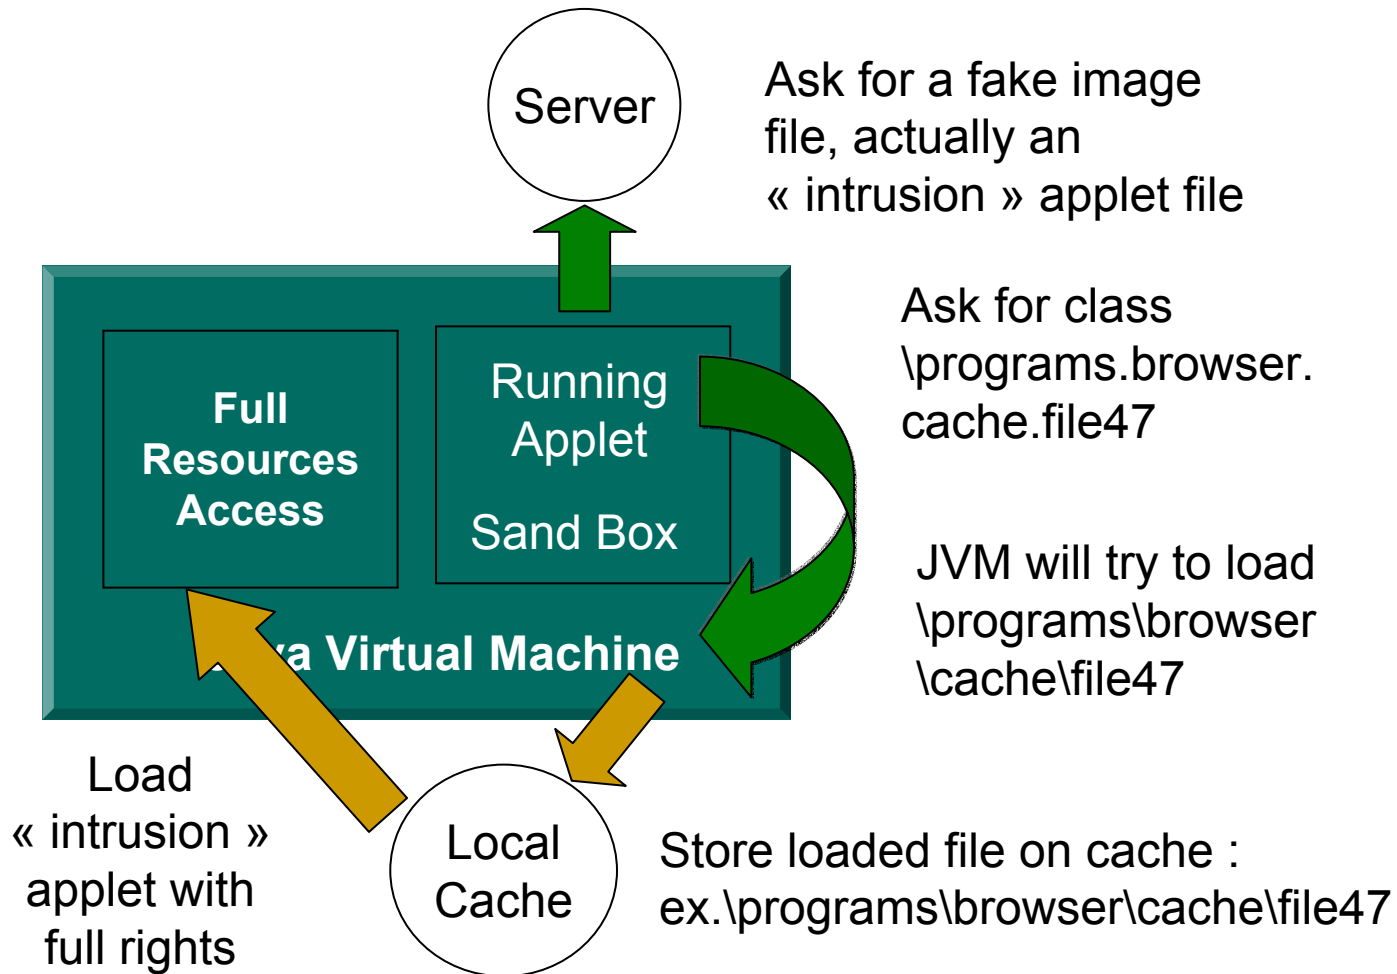 Server
Ask for a fake image
file, actually an
« intrusion » applet file
Ask for class
\programs.browser.
cache.file47
Full
Resources
Access
Running
Applet
Sand Box
JVM will try to load
\programs\browser
\cache\file47
va Virtual Machine
Load
« intrusion »
applet with
full rights
Local
Cache
Store loaded file on cache :
ex.\programs\browser\cache\file47